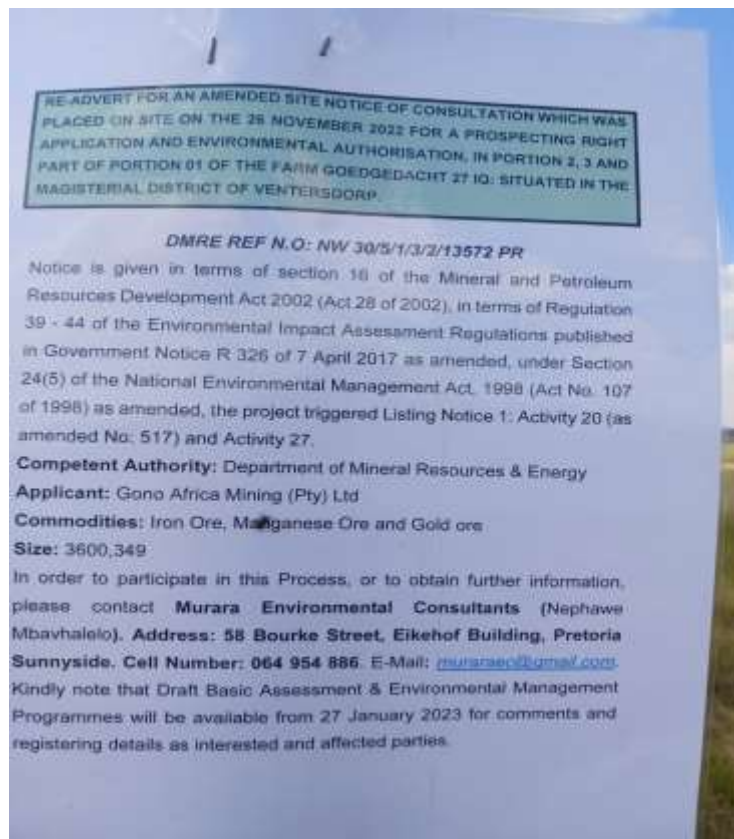 RE-ADVERT FOR AN AMENDED SITE NOTICE OF CONSULTATION WHICH WAS
PLACED ON SITE ON THE 26 NOVEMBER 2022 FOR A PROSPECTING RIGHT
APPLICATION AND ENVIRONMENTAL AUTHORISATION, IN PORTION 2, 3 AND
PART OF PORTION 01 OF THE FARM GOEDGEDACHT 27 IQ: SITUATED IN THE
MAGISTERIAL DISTRICT OF VENTERSDORP.
DMRE REF N.O: NW 30/5/1/3/2/13572 PR
Notice is given in terms of section 16 of the Mineral and Petroleum
Resources Development Act 2002 (Act 28 of 2002), in terms of Regulation
39 - 44 of the Environmental Impact Assessment Regulations published
in Government Notice R 326 of 7 April 2017 as amended, under Section
24(5) of the National Environmental Management Act, 1998 (Act No. 107
of 1998) as amended, the project triggered Listing Notice 1: Activity 20 (as
amended No: 517) and Activity 27.
Competent Authority: Department of Mineral Resources & Energy
Applicant: Gono Africa Mining (Pty) Ltd
Commodities: Iron Ore, Manganese Ore and Gold ore
Size: 3600,349
In order to participate in this Process, or to obtain further information,
please contact Murara Environmental Consultants (Nephawe
Mbavhalelo). Address: 58 Bourke Street, Eikehof Building, Pretoria
Sunnyside. Cell Number: 064 954 886. E-Mail:
Kindly note that Draft Basic Assessment & Environmental Management
Programmes will be available from 27 January 2023 for comments and
registering details as interested and affected parties.